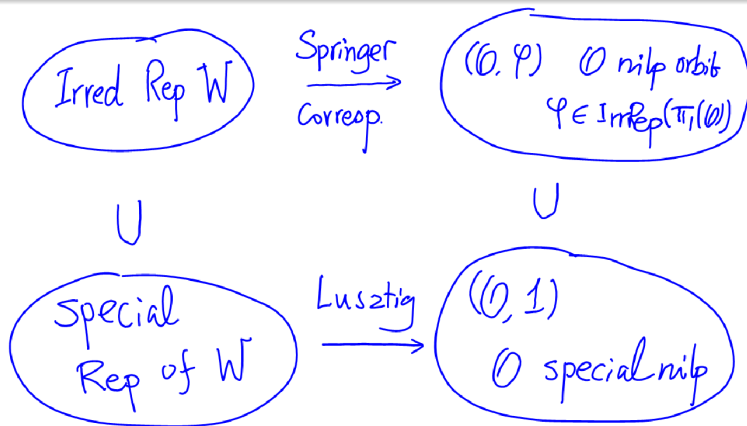 Irred Rep W
Springer
Corresp.
(O, φ) O nilp orbit
φ ∈ IrrRep(π₁(O))
∪
∪
special
Rep of W
Lusztig
(O, 1)
O special nilp